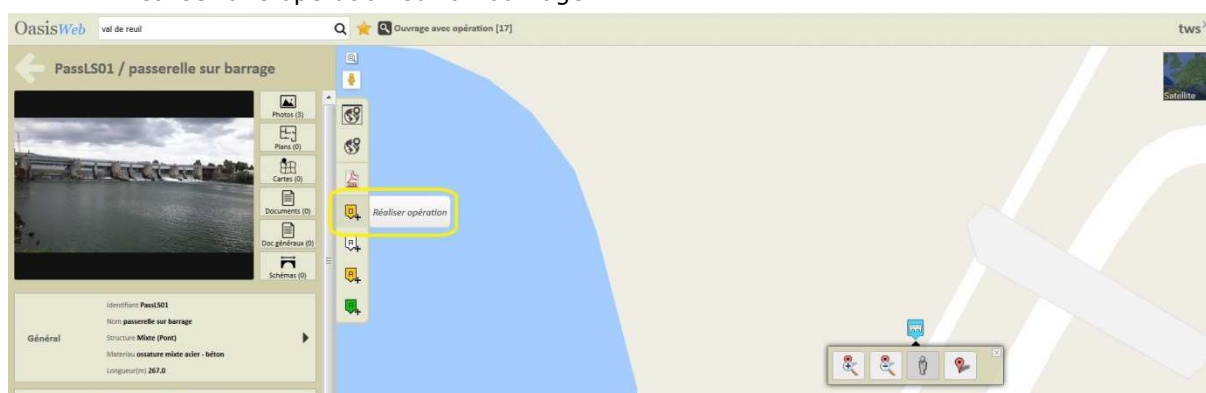 OasisWeb val de reuil Ouvrage avec opération [17] tws
PassLS01 / passerelle sur barrage
Satellite
Photos (3)
Plans (0)
Cartes (0)
Documents (0)
Doc généraux (0)
Schémas (0)
Réaliser opération
Général
Identifiant PassLS01
Nom passerelle sur barrage
Structure Mixte (Pont)
Materiau ossature mixte acier - béton
Longueur(m) 267.0